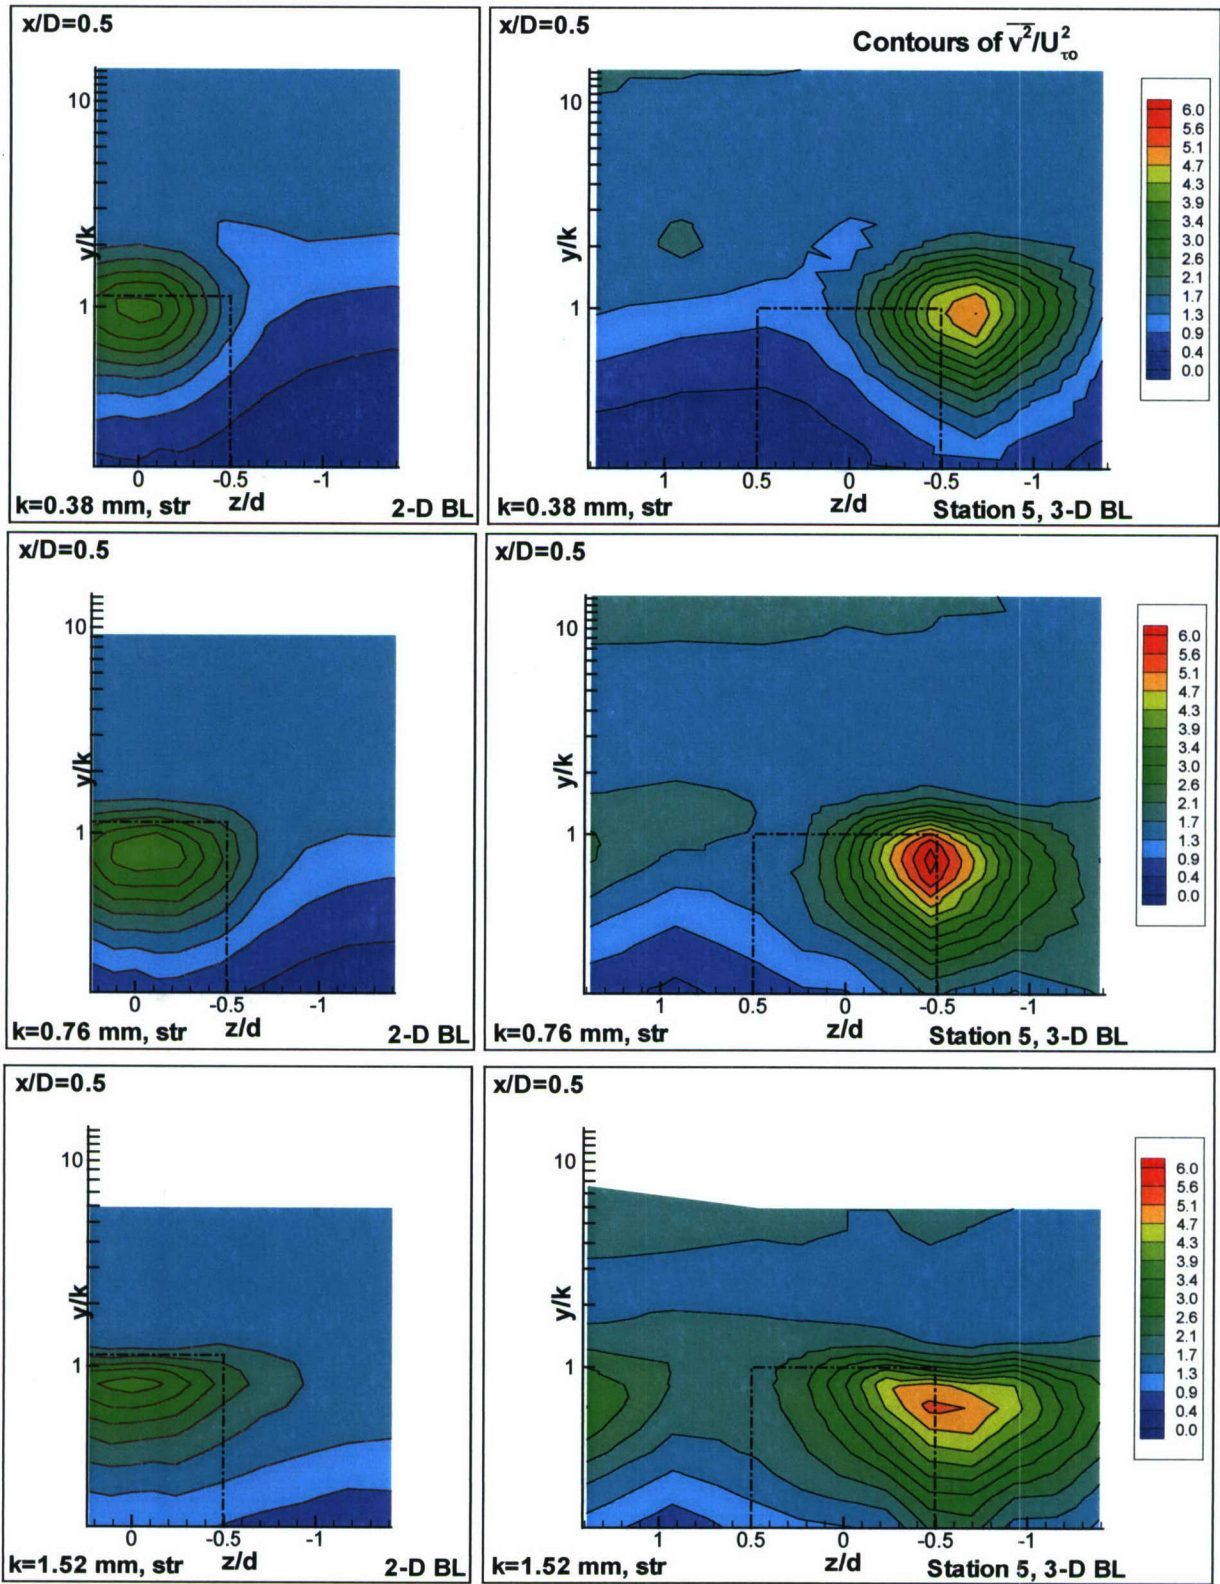 x/D=0.5
10
y/k
1
0
-0.5
-1
k=0.38 mm, str
z/d
2-D BL
x/D=0.5
Contours of v²/U²τo
10
y/k
1
1
0.5
0
-0.5
-1
k=0.38 mm, str
z/d
Station 5, 3-D BL
6.0
5.6
5.1
4.7
4.3
3.9
3.4
3.0
2.6
2.1
1.7
1.3
0.9
0.4
0.0
x/D=0.5
10
y/k
1
0
-0.5
-1
k=0.76 mm, str
z/d
2-D BL
x/D=0.5
10
y/k
1
1
0.5
0
-0.5
-1
k=0.76 mm, str
z/d
Station 5, 3-D BL
6.0
5.6
5.1
4.7
4.3
3.9
3.4
3.0
2.6
2.1
1.7
1.3
0.9
0.4
0.0
x/D=0.5
10
y/k
1
0
-0.5
-1
k=1.52 mm, str
z/d
2-D BL
x/D=0.5
10
y/k
1
1
0.5
0
-0.5
-1
k=1.52 mm, str
z/d
Station 5, 3-D BL
6.0
5.6
5.1
4.7
4.3
3.9
3.4
3.0
2.6
2.1
1.7
1.3
0.9
0.4
0.0